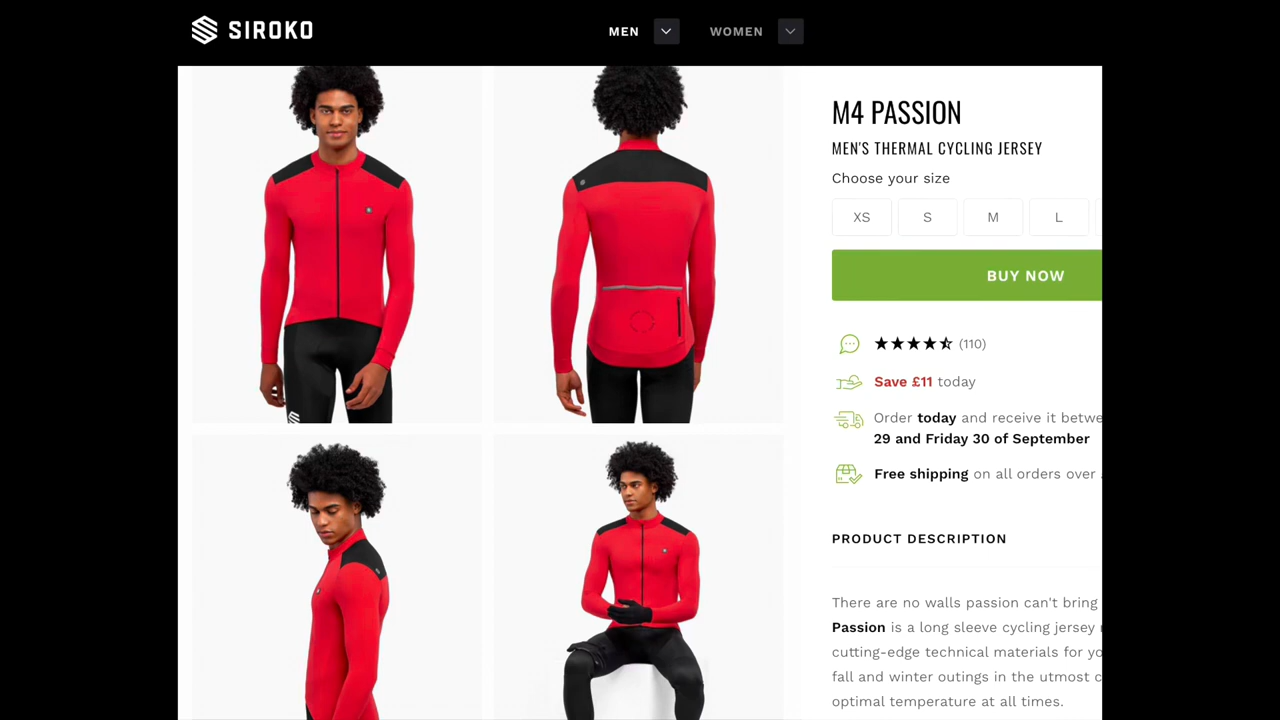 SIROKO
MEN
WOMEN
M4 PASSION
MEN'S THERMAL CYCLING JERSEY
Choose your size
XS S M L
BUY NOW
(110)
Save £11 today
Order today and receive it betwe
29 and Friday 30 of September
Free shipping on all orders over
PRODUCT DESCRIPTION
There are no walls passion can't bring
Passion is a long sleeve cycling jersey
cutting-edge technical materials for yo
fall and winter outings in the utmost c
optimal temperature at all times.